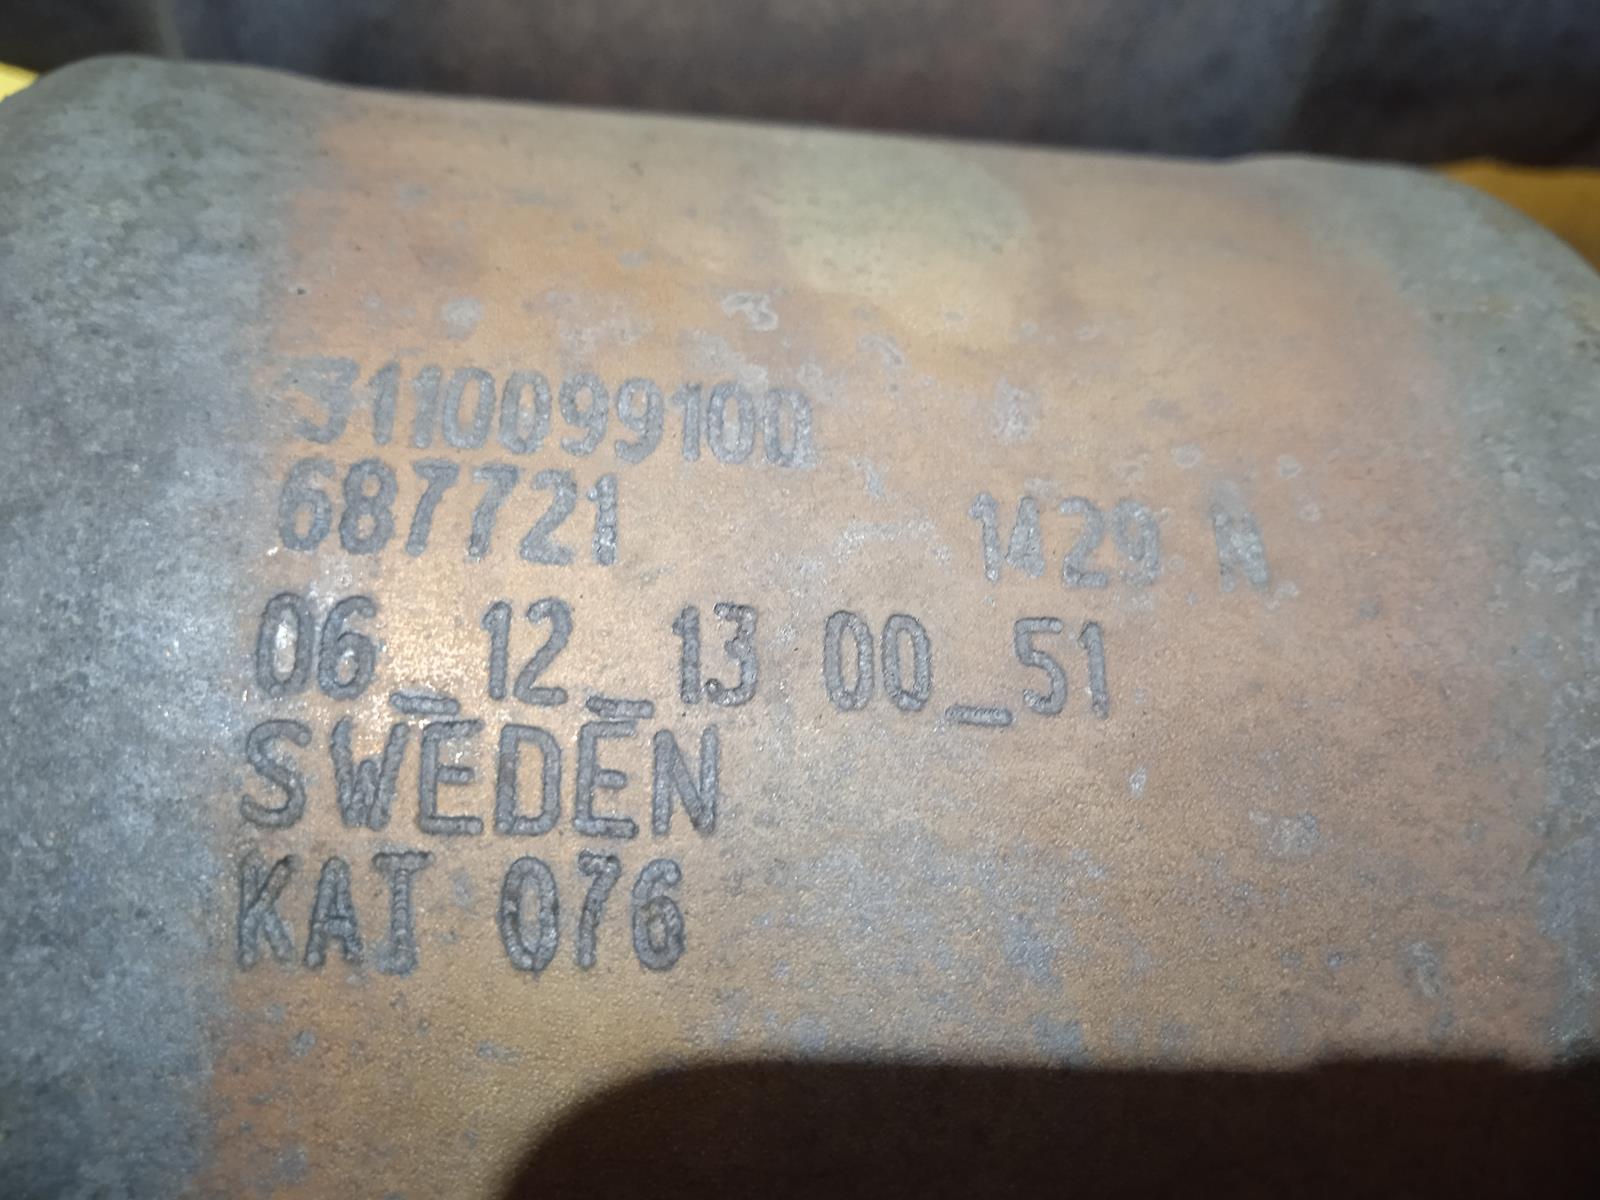 3110099100
687721 1429 N
06_12_13 00_51
SWEDEN
KAT 076